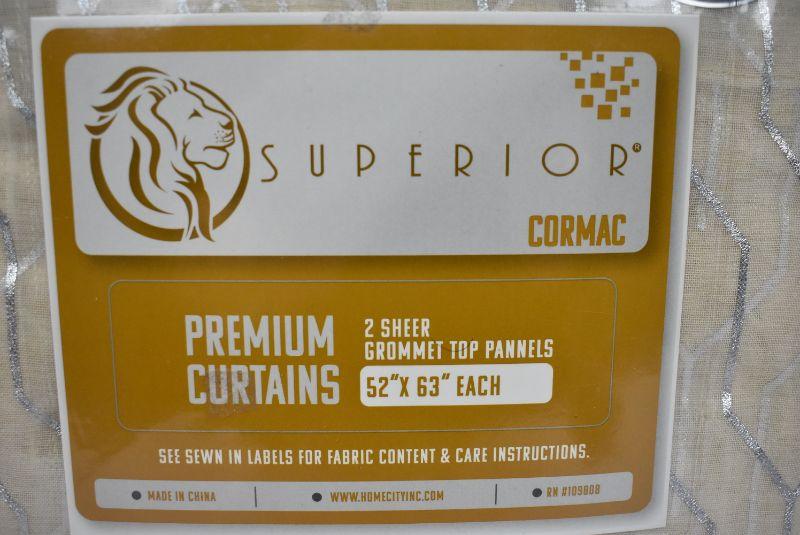 SUPERIOR®
CORMAC
PREMIUM
CURTAINS
2 SHEER
GROMMET TOP PANNELS
52"X 63" EACH
SEE SEWN IN LABELS FOR FABRIC CONTENT & CARE INSTRUCTIONS.
● MADE IN CHINA | ● WWW.HOMECITYINC.COM | ● RN #109808